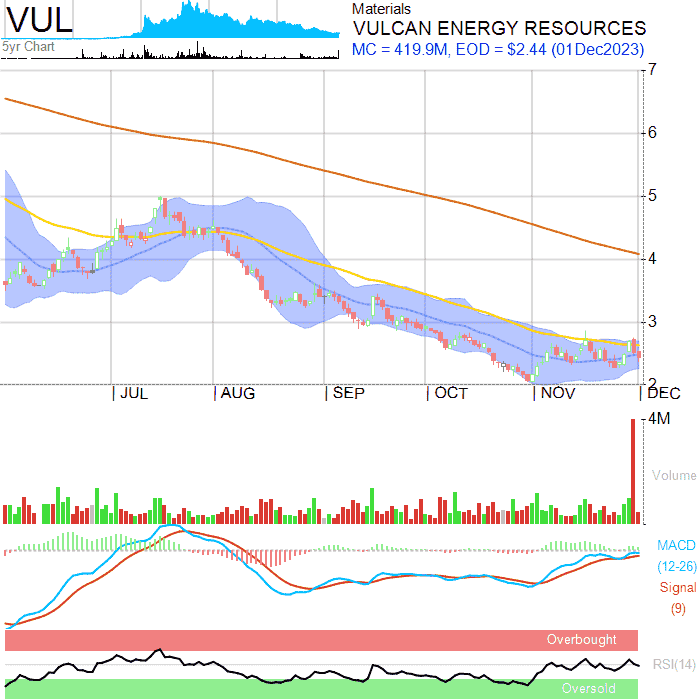 VUL
5yr Chart
Materials
VULCAN ENERGY RESOURCES
MC = 419.9M, EOD = $2.44 (01Dec2023)
7
6
5
4
3
2
JUL
AUG
SEP
OCT
NOV
DEC
4M
Volume
MACD
(12-26)
Signal
(9)
Overbought
RSI(14)
Oversold